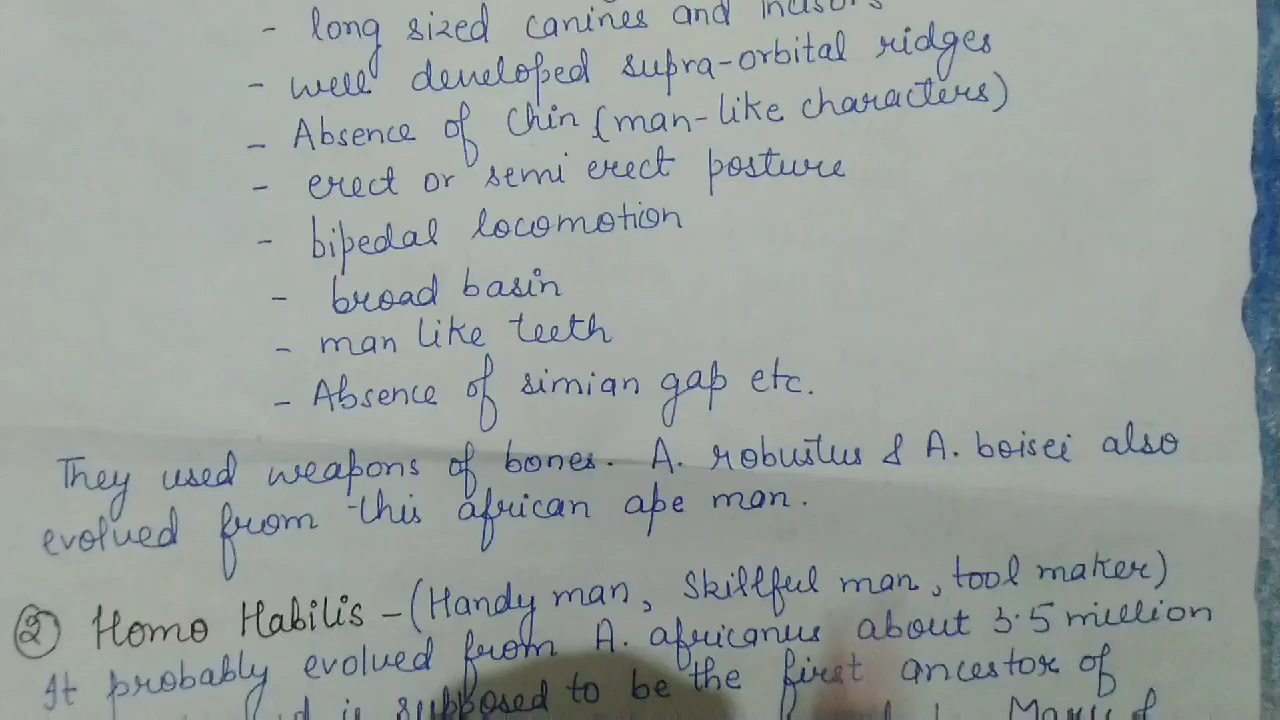 - long sized canines and incisors
- well developed supra-orbital ridges
- Absence of Chin (man-like characters)
- erect or semi erect posture
- bipedal locomotion
- broad basin
- man like teeth
- Absence of simian gap etc.
They used weapons of bones. A. robustus & A. boisei also
evolved from this african ape man.
② Homo Habilis - (Handy man, Skillful man, tool maker)
It probably evolved from A. africanus about 3.5 million
is supposed to be the first ancestor of